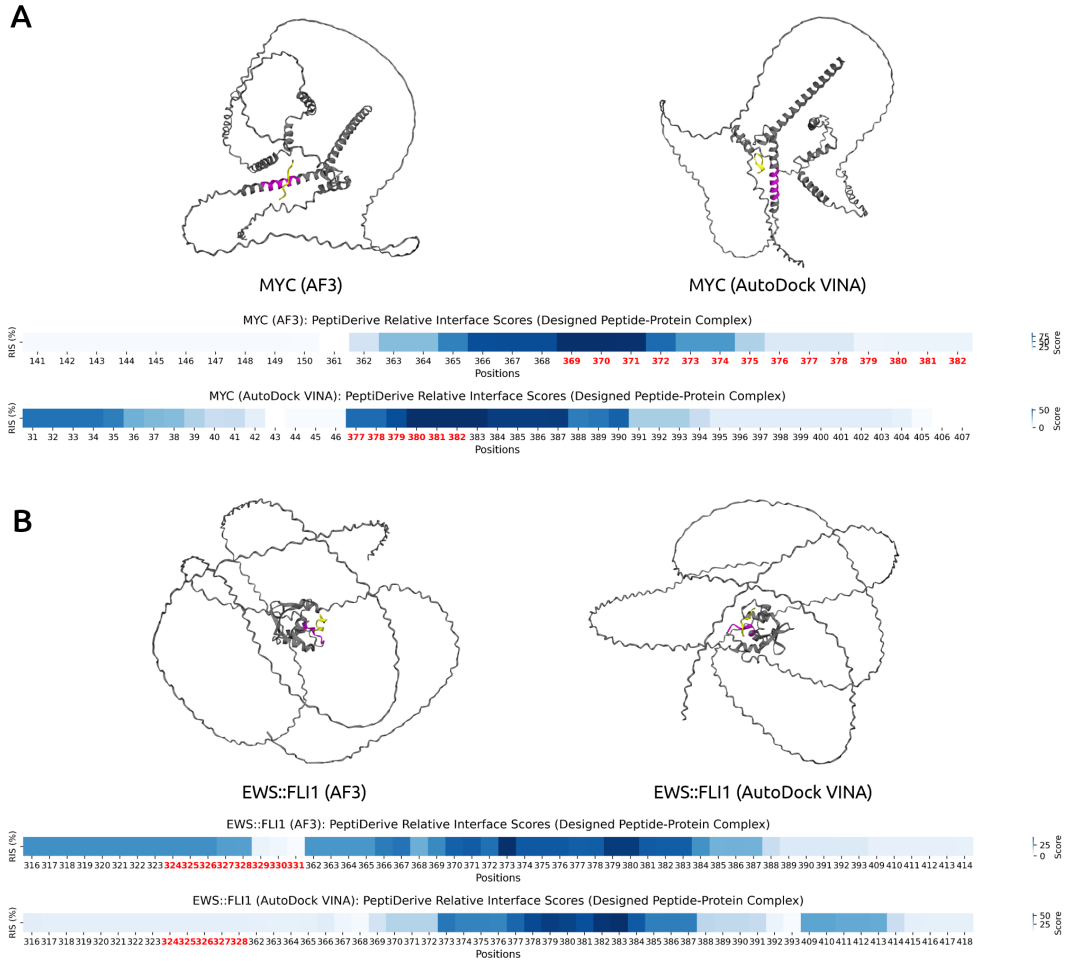 A
MYC (AF3)
MYC (AutoDock VINA)
MYC (AF3): PeptiDerive Relative Interface Scores (Designed Peptide-Protein Complex)
RIS (%)
75
50
25
Score
141 142 143 144 145 146 147 148 149 150 361 362 363 364 365 366 367 368 369 370 371 372 373 374 375 376 377 378 379 380 381 382
Positions
MYC (AutoDock VINA): PeptiDerive Relative Interface Scores (Designed Peptide-Protein Complex)
RIS (%)
50
0
Score
31 32 33 34 35 36 37 38 39 40 41 42 43 44 45 46 377 378 379 380 381 382 383 384 385 386 387 388 389 390 391 392 393 394 395 396 397 398 399 400 401 402 403 404 405 406 407
Positions
B
EWS::FLI1 (AF3)
EWS::FLI1 (AutoDock VINA)
EWS::FLI1 (AF3): PeptiDerive Relative Interface Scores (Designed Peptide-Protein Complex)
RIS (%)
25
0
Score
316 317 318 319 320 321 322 323 324 325 326 327 328 329 330 331 362 363 364 365 366 367 368 369 370 371 372 373 374 375 376 377 378 379 380 381 382 383 384 385 386 387 388 389 390 391 392 393 409 410 411 412 413 414
Positions
EWS::FLI1 (AutoDock VINA): PeptiDerive Relative Interface Scores (Designed Peptide-Protein Complex)
RIS (%)
50
25
0
Score
316 317 318 319 320 321 322 323 324 325 326 327 328 362 363 364 365 366 367 368 369 370 371 372 373 374 375 376 377 378 379 380 381 382 383 384 385 386 387 388 389 390 391 392 393 409 410 411 412 413 414 415 416 417 418
Positions